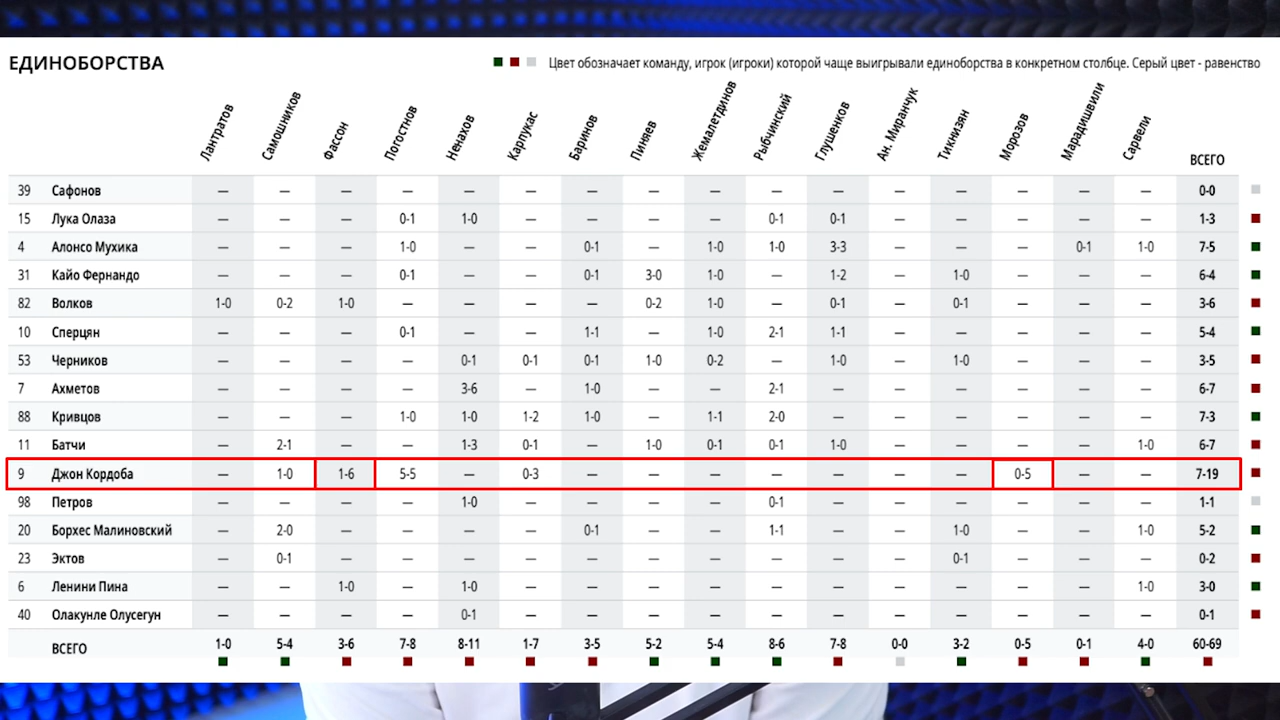 ЕДИНОБОРСТВА
Цвет обозначает команду, игрок (игроки) которой чаще выигрывали единоборства в конкретном столбце. Серый цвет - равенство
Лантратов Самошников Фассон Погостнов Ненахов Карпукас Баринов Пиняев Жемалетдинов Рыбчинский Глушенков Ан. Миранчук Тикнизян Морозов Марадишвили Сарвели ВСЕГО
39 Сафонов — — — — — — — — — — — — — — — — 0-0
15 Лука Олаза — — — 0-1 1-0 — — — — 0-1 0-1 — — — — — 1-3
4 Алонсо Мухика — — — 1-0 — — 0-1 — 1-0 1-0 3-3 — — — 0-1 1-0 7-5
31 Кайо Фернандо — — — 0-1 — — 0-1 3-0 1-0 — 1-2 — 1-0 — — — 6-4
82 Волков 1-0 0-2 1-0 — — — — 0-2 1-0 — 0-1 — 0-1 — — — 3-6
10 Сперцян — — — 0-1 — — 1-1 — 1-0 2-1 1-1 — — — — — 5-4
53 Черников — — — — 0-1 0-1 0-1 1-0 0-2 — 1-0 — 1-0 — — — 3-5
7 Ахметов — — — — 3-6 — 1-0 — — 2-1 — — — — — — 6-7
88 Кривцов — — — 1-0 1-0 1-2 1-0 — 1-1 2-0 — — — — — — 7-3
11 Батчи — 2-1 — — 1-3 0-1 — 1-0 0-1 0-1 1-0 — — — — 1-0 6-7
9 Джон Кордоба — 1-0 1-6 5-5 — 0-3 — — — — — — — 0-5 — — 7-19
98 Петров — — — — 1-0 — — — — 0-1 — — — — — — 1-1
20 Борхес Малиновский — 2-0 — — — — 0-1 — — 1-1 — — 1-0 — — 1-0 5-2
23 Эктов — 0-1 — — — — — — — — — — 0-1 — — — 0-2
6 Ленини Пина — — 1-0 — 1-0 — — — — — — — — — — 1-0 3-0
40 Олакунле Олусегун — — — — 0-1 — — — — — — — — — — — 0-1
ВСЕГО 1-0 5-4 3-6 7-8 8-11 1-7 3-5 5-2 5-4 8-6 7-8 0-0 3-2 0-5 0-1 4-0 60-69